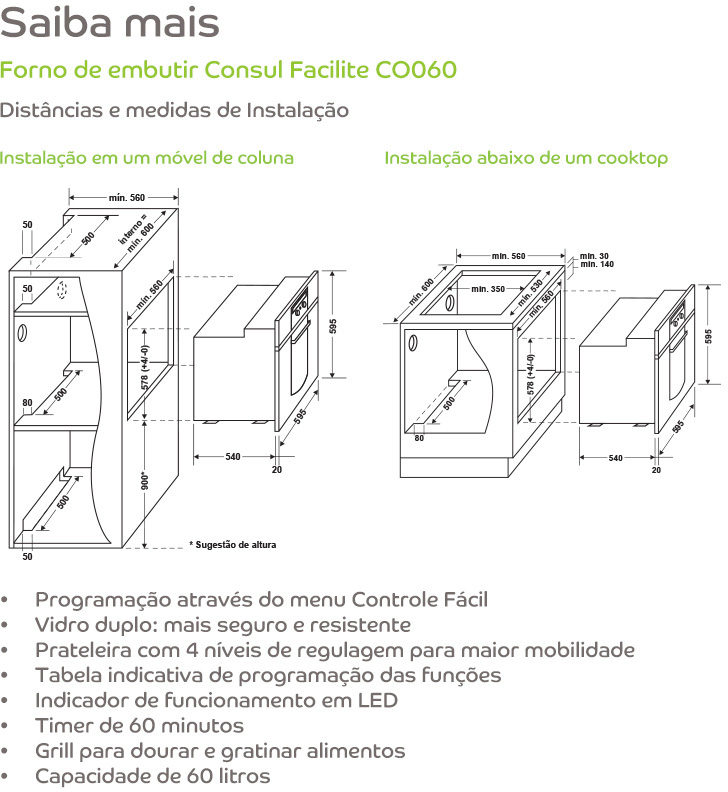 Saiba mais
Forno de embutir Consul Facilite CO060
Distâncias e medidas de Instalação
Instalação em um móvel de coluna
Instalação abaixo de um cooktop
mín. 560
50
500
interno =
mín. 600
50
mín. 560
595
578 (+4/-0)
80
500
595
540
20
900*
500
50
* Sugestão de altura
mín. 560
mín. 30
mín. 140
mín. 600
mín. 350
mín. 530
mín. 560
595
578 (+4/-0)
500
80
595
540
20
• Programação através do menu Controle Fácil
• Vidro duplo: mais seguro e resistente
• Prateleira com 4 níveis de regulagem para maior mobilidade
• Tabela indicativa de programação das funções
• Indicador de funcionamento em LED
• Timer de 60 minutos
• Grill para dourar e gratinar alimentos
• Capacidade de 60 litros